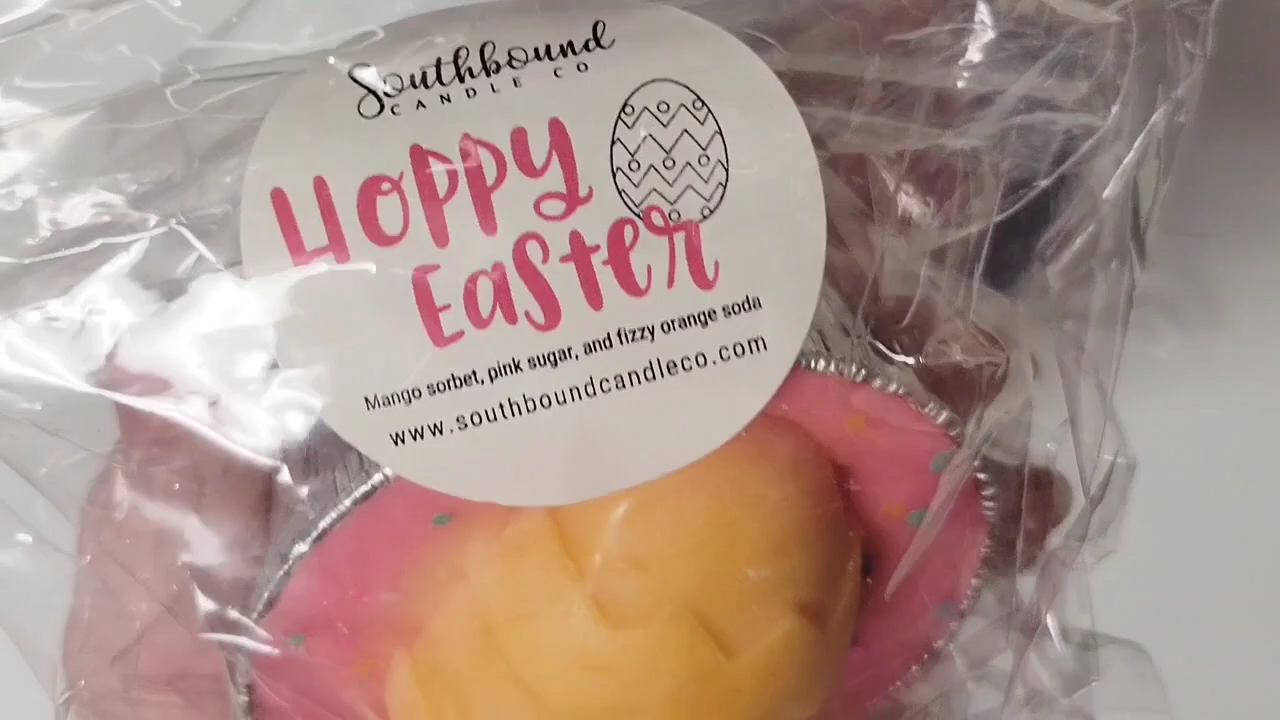 Southbound
CANDLE CO
Hoppy
Easter
Mango sorbet, pink sugar, and fizzy orange soda
www.southboundcandleco.com